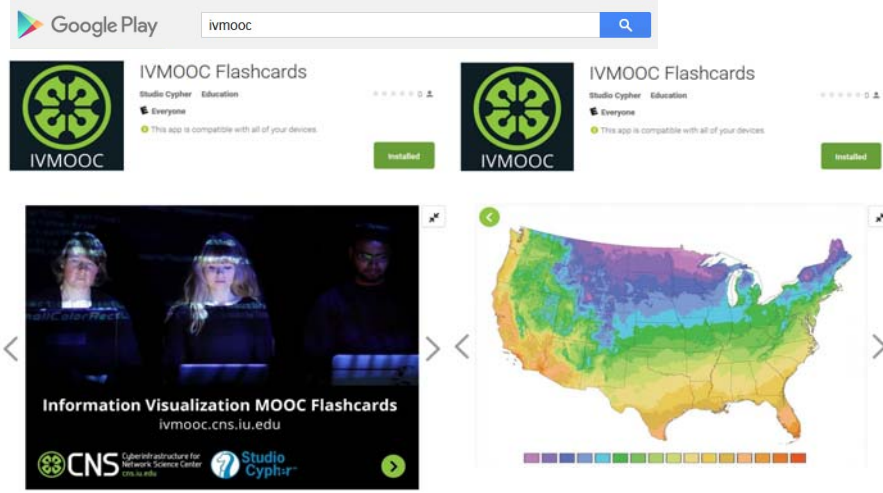 Google Play
ivmooc
IVMOOC Flashcards
Studio Cypher Education
0
Everyone
This app is compatible with all of your devices.
Installed
IVMOOC
IVMOOC Flashcards
Studio Cypher Education
0
Everyone
This app is compatible with all of your devices.
Installed
IVMOOC
Information Visualization MOOC Flashcards
ivmooc.cns.iu.edu
CNS Cyberinfrastructure for
Network Science Center
cns.iu.edu
Studio
Cypher